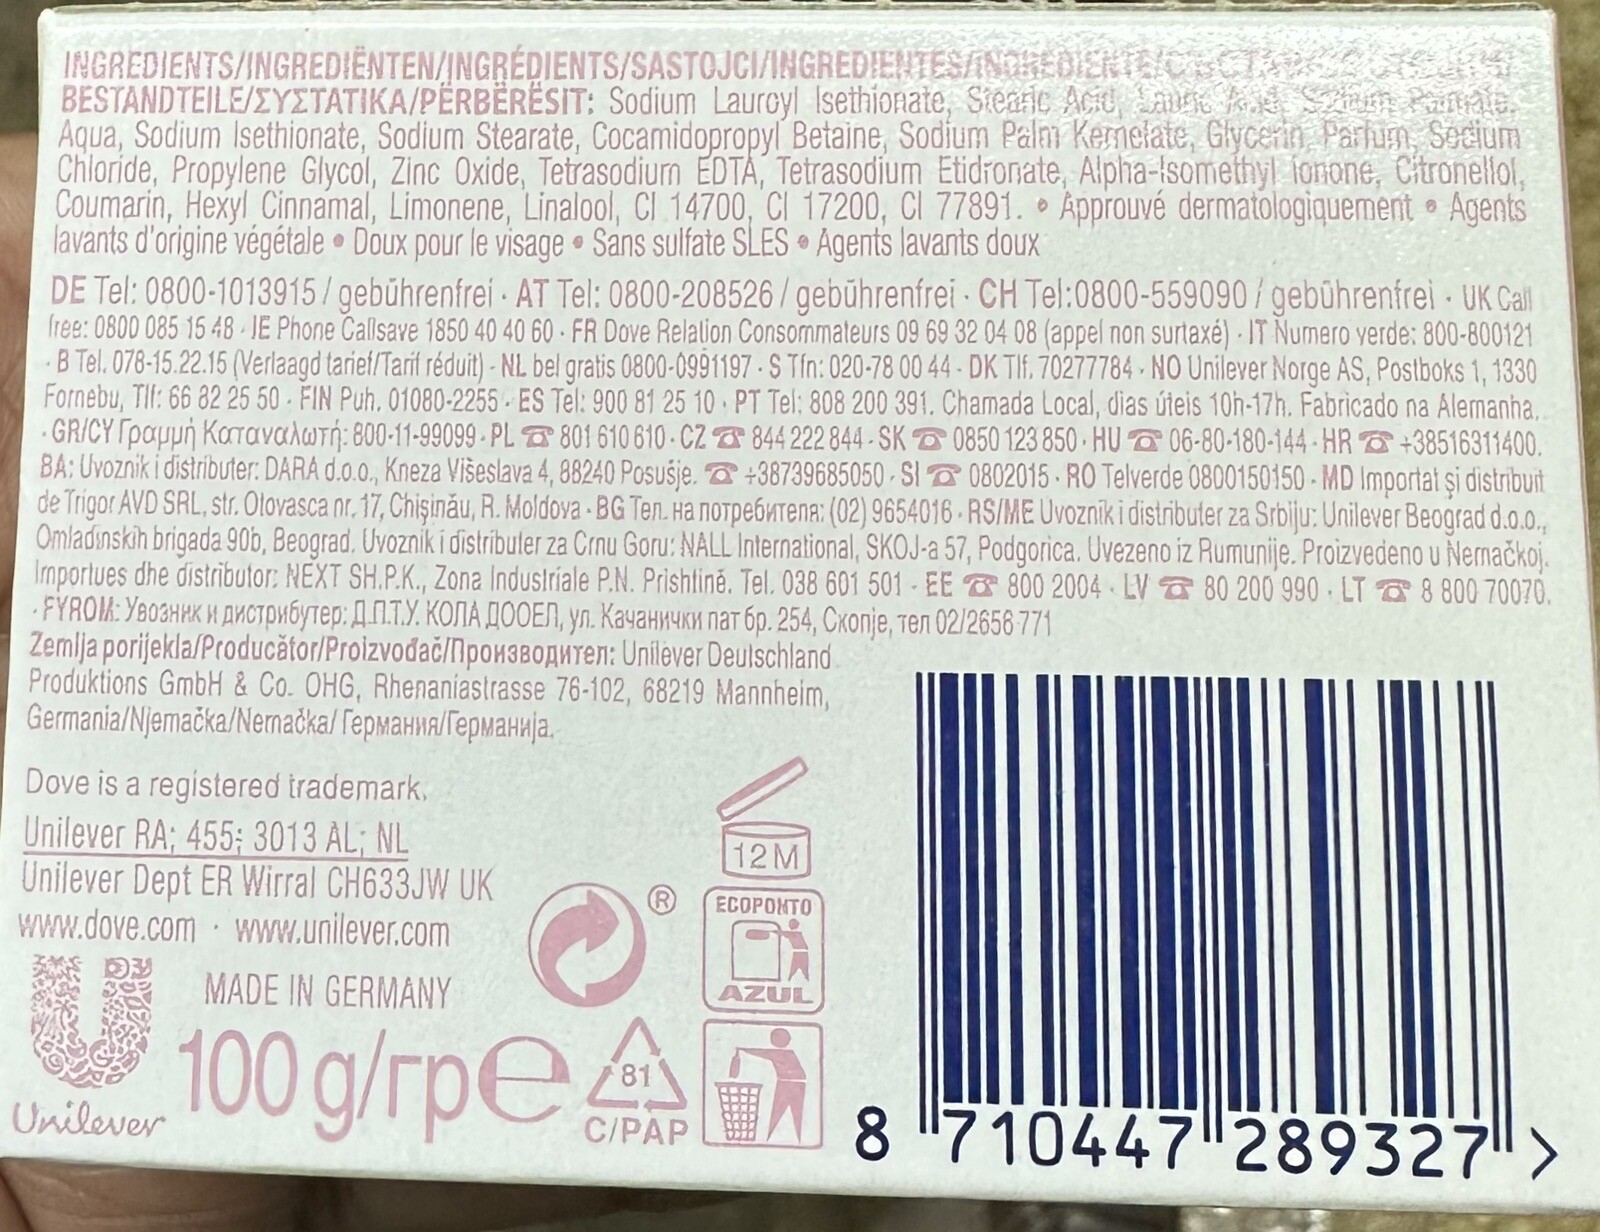 INGREDIENTS/INGREDIËNTEN/INGRÉDIENTS/SASTOJCI/INGREDIENTES/INGREDIENTE/
BESTANDTEILE/ΣΥΣΤΑΤΙΚΑ/PËRBËRËSIT: Sodium Lauroyl Isethionate, Stearic Acid, Lauric Acid, Sodium Palmitate,
Aqua, Sodium Isethionate, Sodium Stearate, Cocamidopropyl Betaine, Sodium Palm Kernelate, Glycerin, Parfum, Sodium
Chloride, Propylene Glycol, Zinc Oxide, Tetrasodium EDTA, Tetrasodium Etidronate, Alpha-Isomethyl Ionone, Citronellol,
Coumarin, Hexyl Cinnamal, Limonene, Linalool, CI 14700, CI 17200, CI 77891. • Approuvé dermatologiquement • Agents
lavants d'origine végétale • Doux pour le visage • Sans sulfate SLES • Agents lavants doux
DE Tel: 0800-1013915 / gebührenfrei · AT Tel: 0800-208526 / gebührenfrei · CH Tel:0800-559090 / gebührenfrei · UK Call
free: 0800 085 15 48 · IE Phone Callsave 1850 40 40 60 · FR Dove Relation Consommateurs 09 69 32 04 08 (appel non surtaxé) · IT Numero verde: 800-800121
· B Tel. 078-15.22.15 (Verlaagd tarief/Tarif réduit) - NL bel gratis 0800-0991197 · S Tfn: 020-78 00 44 - DK Tlf. 70277784 · NO Unilever Norge AS, Postboks 1, 1330
Fornebu, Tlf: 66 82 25 50 · FIN Puh. 01080-2255 · ES Tel: 900 81 25 10 · PT Tel: 808 200 391. Chamada Local, dias úteis 10h-17h. Fabricado na Alemanha.
· GR/CY Γραμμή Καταναλωτή: 800-11-99099 · PL ☎ 801 610 610 · CZ ☎ 844 222 844 · SK ☎ 0850 123 850 · HU ☎ 06-80-180-144 · HR ☎ +38516311400.
BA: Uvoznik i distributer: DARA d.o.o., Kneza Višeslava 4, 88240 Posušje. ☎ +38739685050 · SI ☎ 0802015 · RO Telverde 0800150150 · MD Importat și distribuit
de Trigor AVD SRL, str. Otovasca nr. 17, Chișinău, R. Moldova · BG Тел. на потребителя: (02) 9654016 · RS/ME Uvoznik i distributer za Srbiju: Unilever Beograd d.o.o.,
Omladinskih brigada 90b, Beograd. Uvoznik i distributer za Crnu Goru: NALL International, SKOJ-a 57, Podgorica. Uvezeno iz Rumunije. Proizvedeno u Nemačkoj.
Importues dhe distributor: NEXT SH.P.K., Zona Industriale P.N. Prishtinë. Tel. 038 601 501 · EE ☎ 800 2004 · LV ☎ 80 200 990 · LT ☎ 8 800 70070.
· FYROM: Увозник и дистрибутер: Д.П.Т.У. КОЛА ДООЕЛ, ул. Качанички пат бр. 254, Скопје, тел 02/2656 771
Zemlja porijekla/Producător/Proizvođač/Производител: Unilever Deutschland
Produktions GmbH & Co. OHG, Rhenaniastrasse 76-102, 68219 Mannheim,
Germania/Njemačka/Nemačka/Германия/Германија.
Dove is a registered trademark.
Unilever RA; 455; 3013 AL; NL
Unilever Dept ER Wirral CH633JW UK
www.dove.com · www.unilever.com
MADE IN GERMANY
100 g/гр e
Unilever
®
12 M
ECOPONTO
AZUL
81
C/PAP
8 710447 289327 >